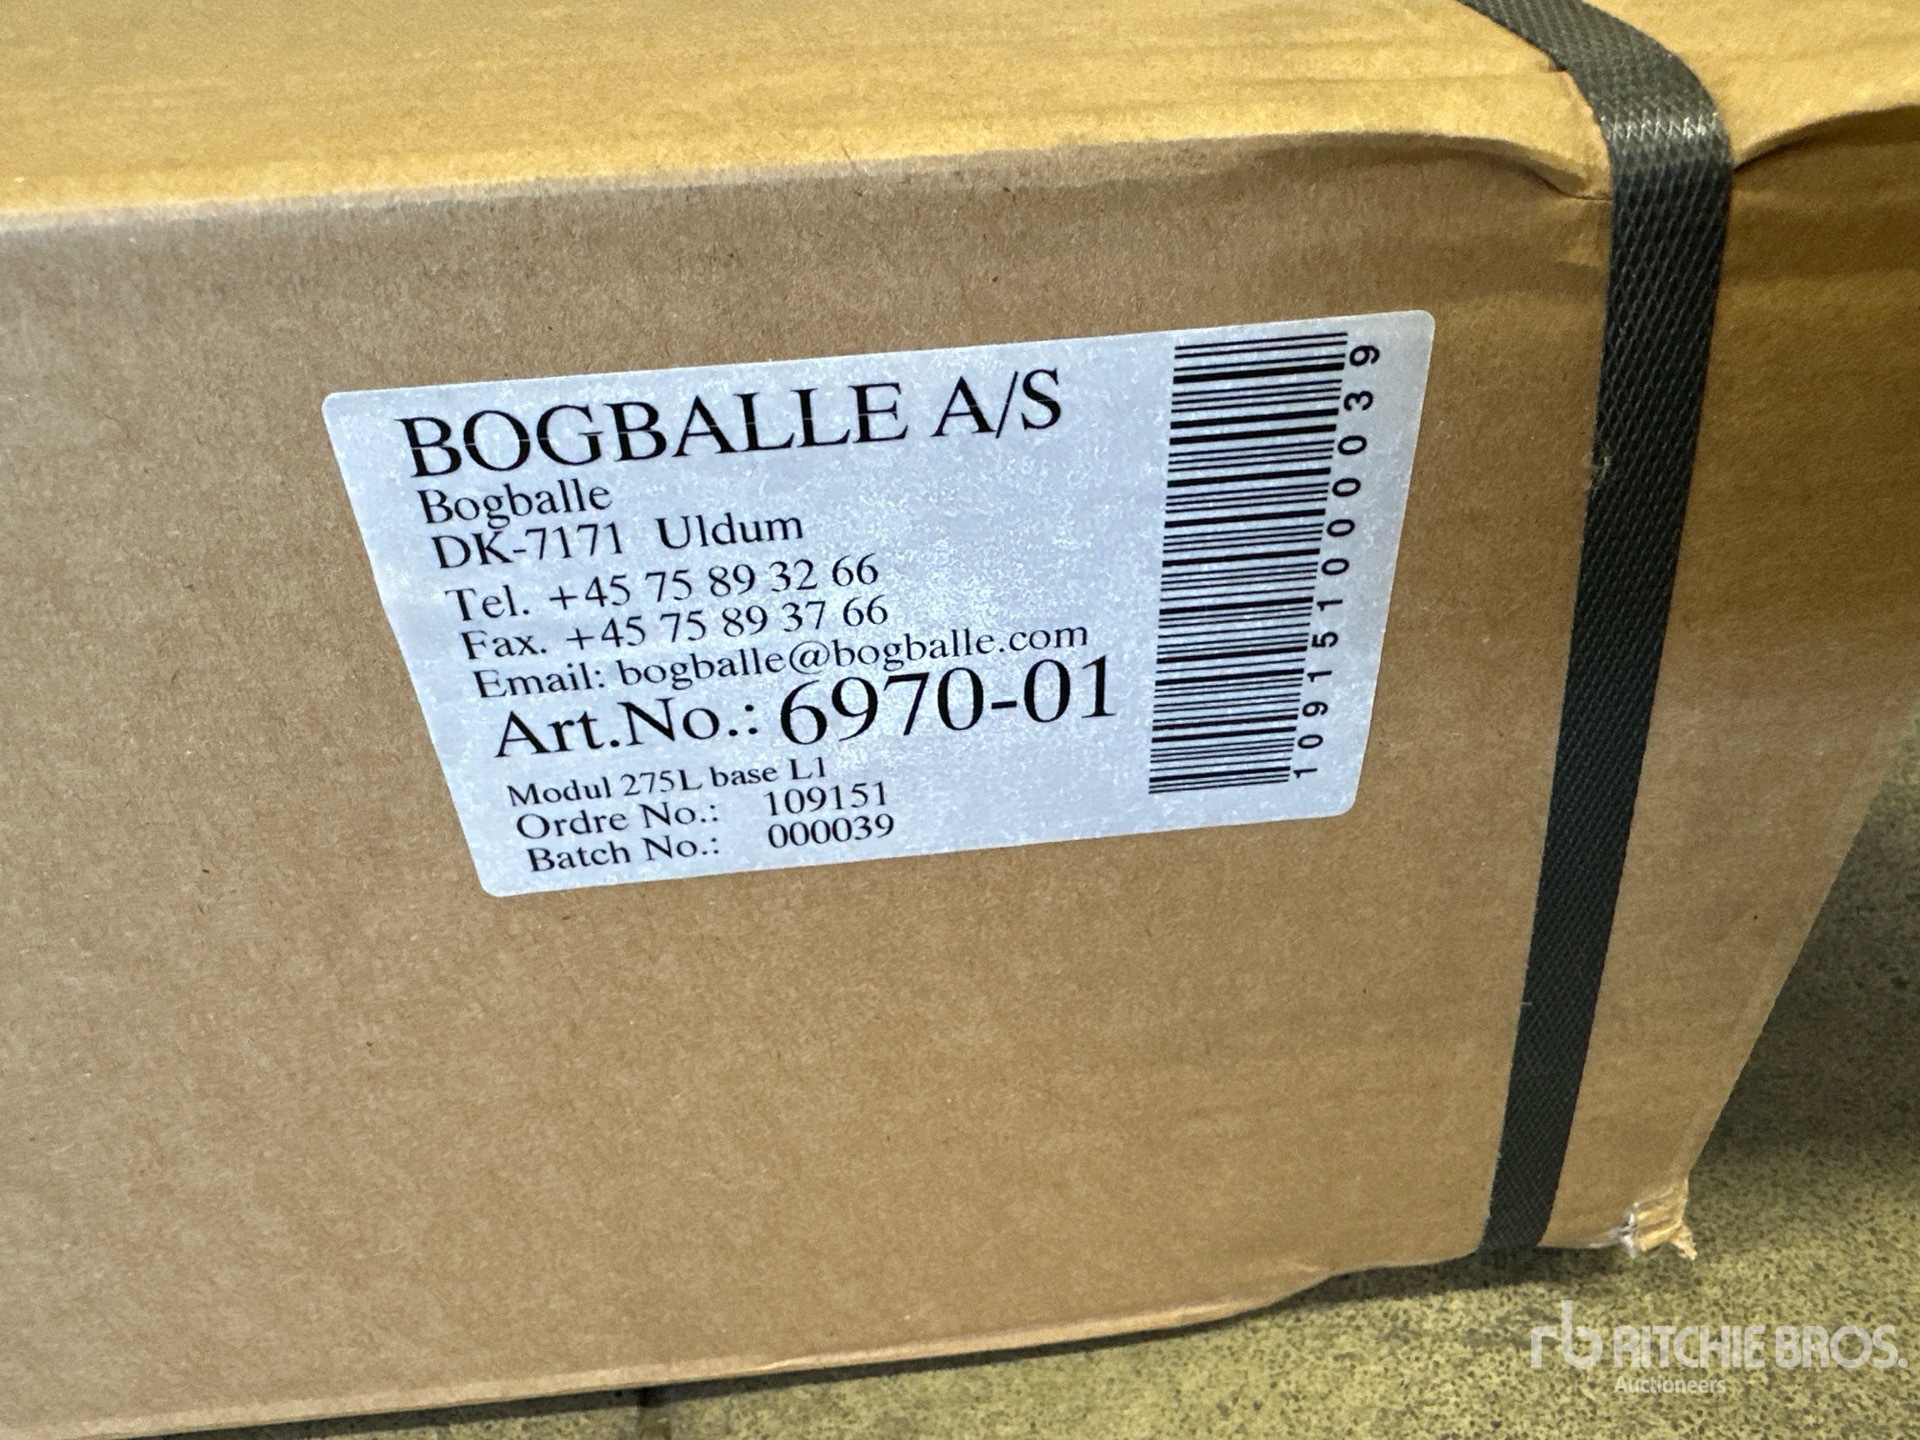 BOGBALLE A/S
Bogballe
DK-7171 Uldum
Tel. +45 75 89 32 66
Fax. +45 75 89 37 66
Email: bogballe@bogballe.com
Art.No.: 6970-01
Modul 275L base L1
Ordre No.: 109151
Batch No.: 000039
109151000039
rb RITCHIE BROS.
Auctioneers